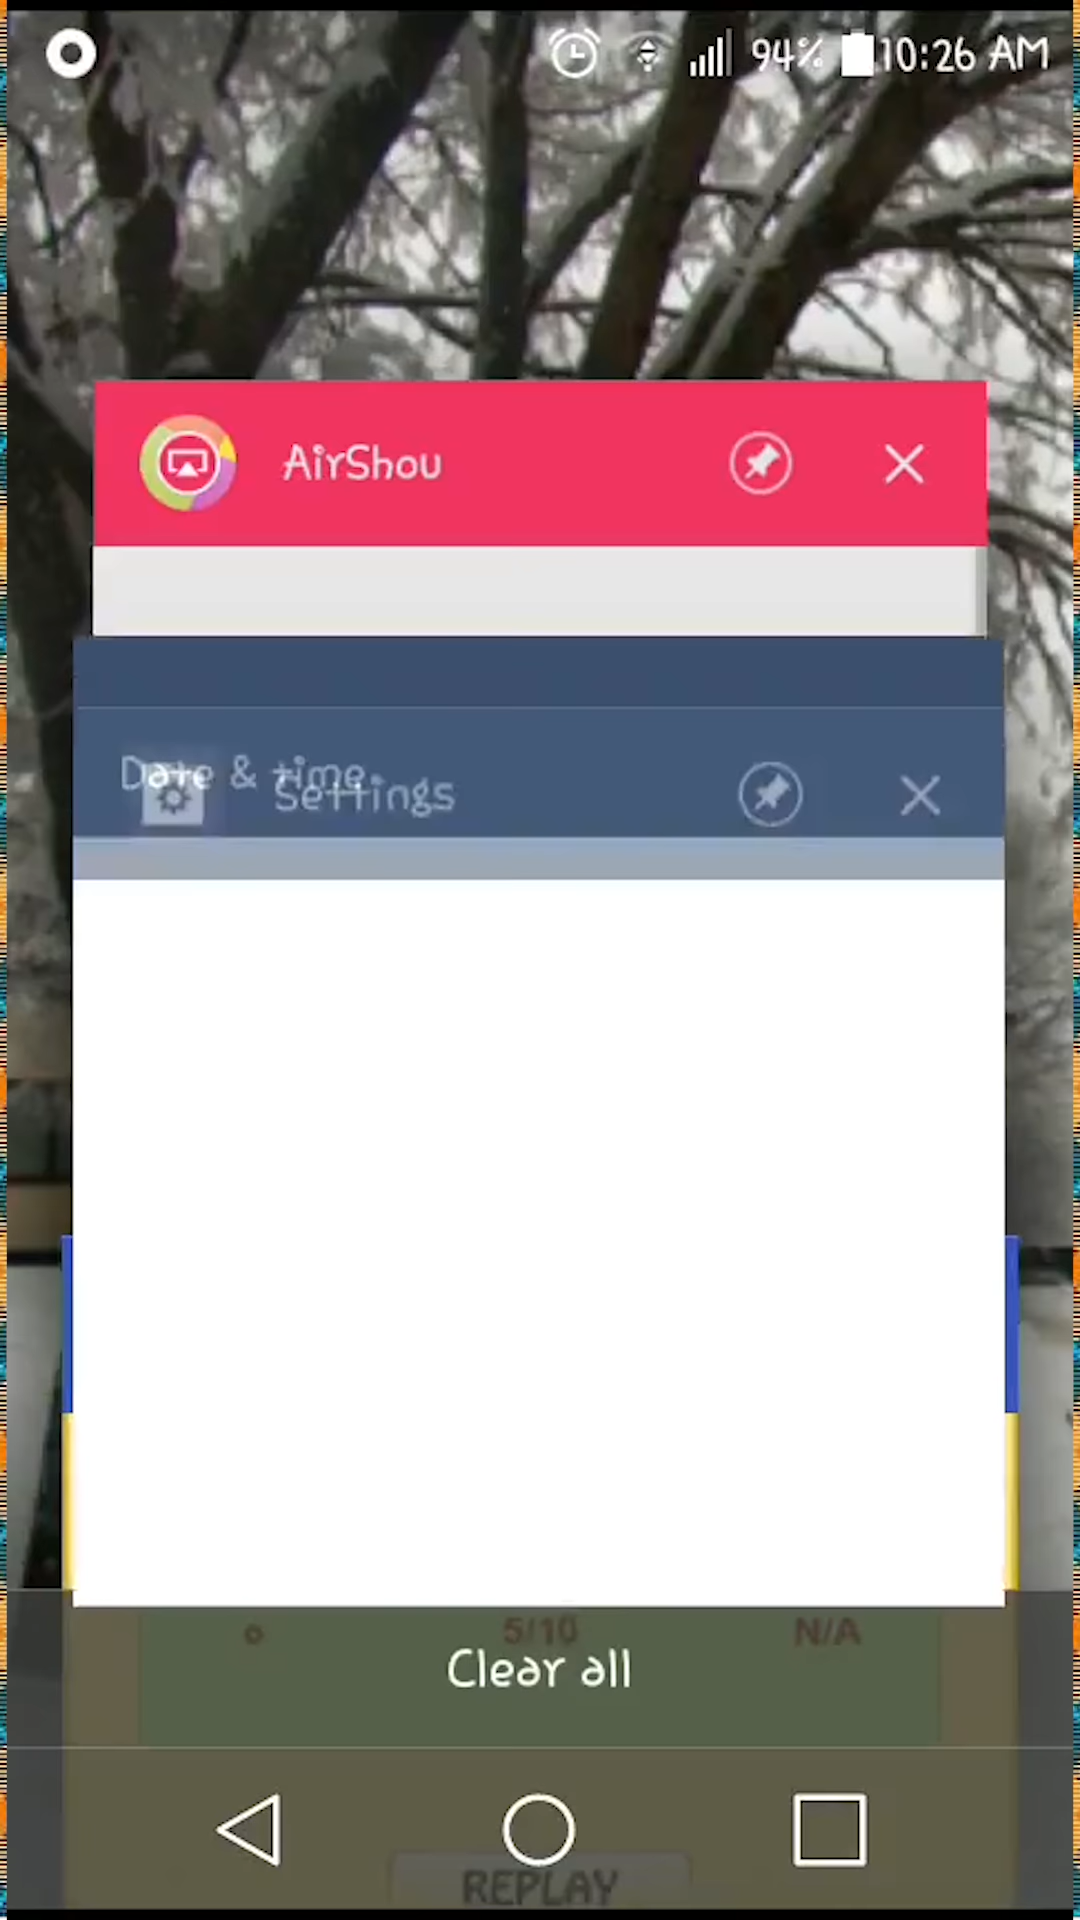 94% 10:26 AM
AirShou
Date & time
Settings
o 5/10 N/A
Clear all
REPLAY